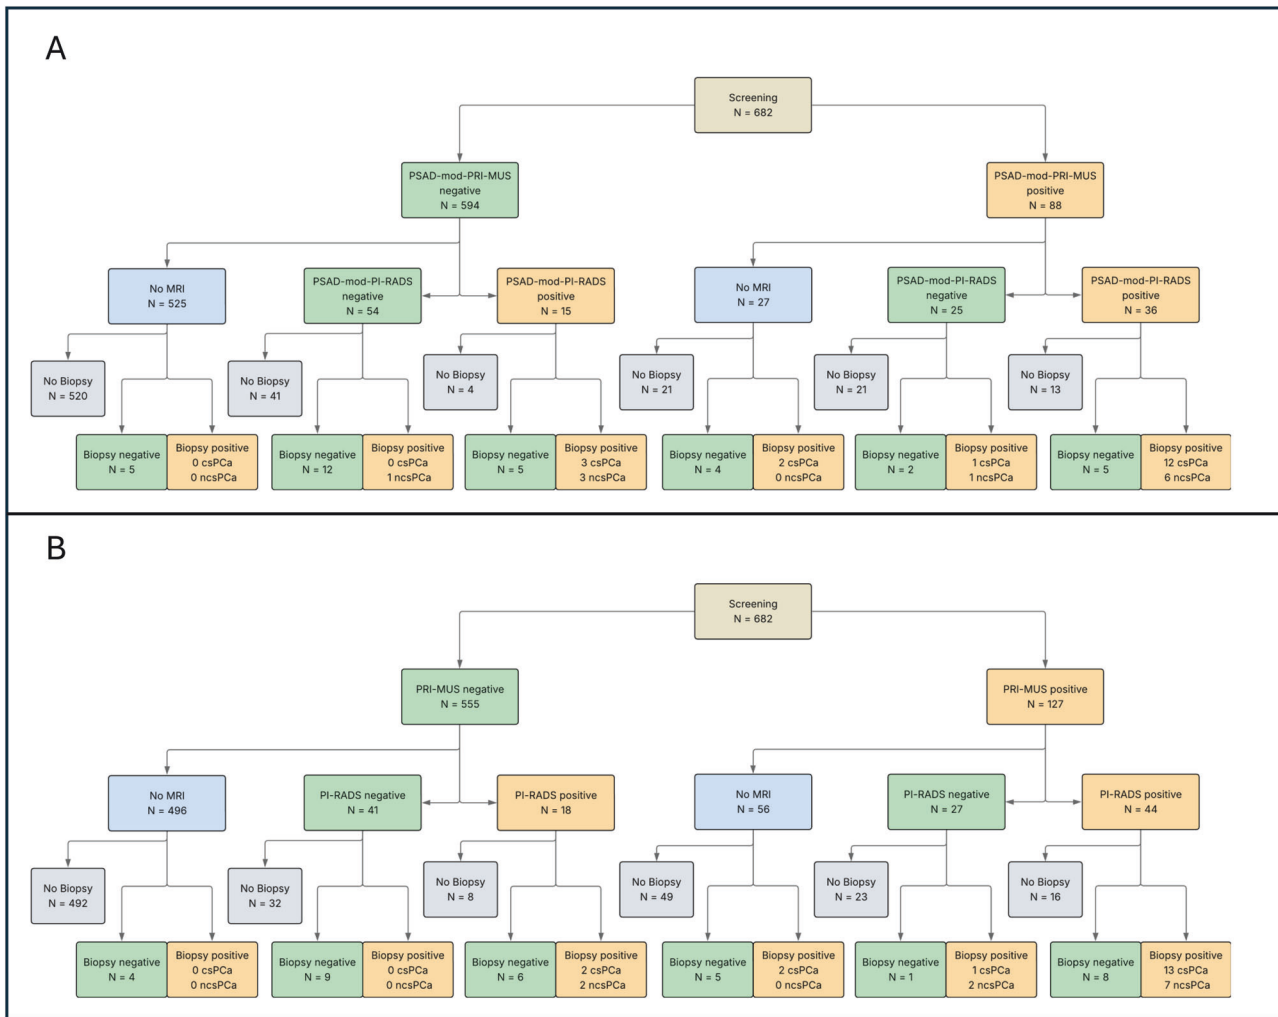 A
Screening
N = 682
PSAD-mod-PRI-MUS
negative
N = 594
PSAD-mod-PRI-MUS
positive
N = 88
No MRI
N = 525
PSAD-mod-PI-RADS
negative
N = 54
PSAD-mod-PI-RADS
positive
N = 15
No MRI
N = 27
PSAD-mod-PI-RADS
negative
N = 25
PSAD-mod-PI-RADS
positive
N = 36
No Biopsy
N = 520
No Biopsy
N = 41
No Biopsy
N = 4
No Biopsy
N = 21
No Biopsy
N = 21
No Biopsy
N = 13
Biopsy negative
N = 5
Biopsy positive
0 csPCa
0 ncsPCa
Biopsy negative
N = 12
Biopsy positive
0 csPCa
1 ncsPCa
Biopsy negative
N = 5
Biopsy positive
3 csPCa
3 ncsPCa
Biopsy negative
N = 4
Biopsy positive
2 csPCa
0 ncsPCa
Biopsy negative
N = 2
Biopsy positive
1 csPCa
1 ncsPCa
Biopsy negative
N = 5
Biopsy positive
12 csPCa
6 ncsPCa
B
Screening
N = 682
PRI-MUS negative
N = 555
PRI-MUS positive
N = 127
No MRI
N = 496
PI-RADS negative
N = 41
PI-RADS positive
N = 18
No MRI
N = 56
PI-RADS negative
N = 27
PI-RADS positive
N = 44
No Biopsy
N = 492
No Biopsy
N = 32
No Biopsy
N = 8
No Biopsy
N = 49
No Biopsy
N = 23
No Biopsy
N = 16
Biopsy negative
N = 4
Biopsy positive
0 csPCa
0 ncsPCa
Biopsy negative
N = 9
Biopsy positive
0 csPCa
0 ncsPCa
Biopsy negative
N = 6
Biopsy positive
2 csPCa
2 ncsPCa
Biopsy negative
N = 5
Biopsy positive
2 csPCa
0 ncsPCa
Biopsy negative
N = 1
Biopsy positive
1 csPCa
2 ncsPCa
Biopsy negative
N = 8
Biopsy positive
13 csPCa
7 ncsPCa